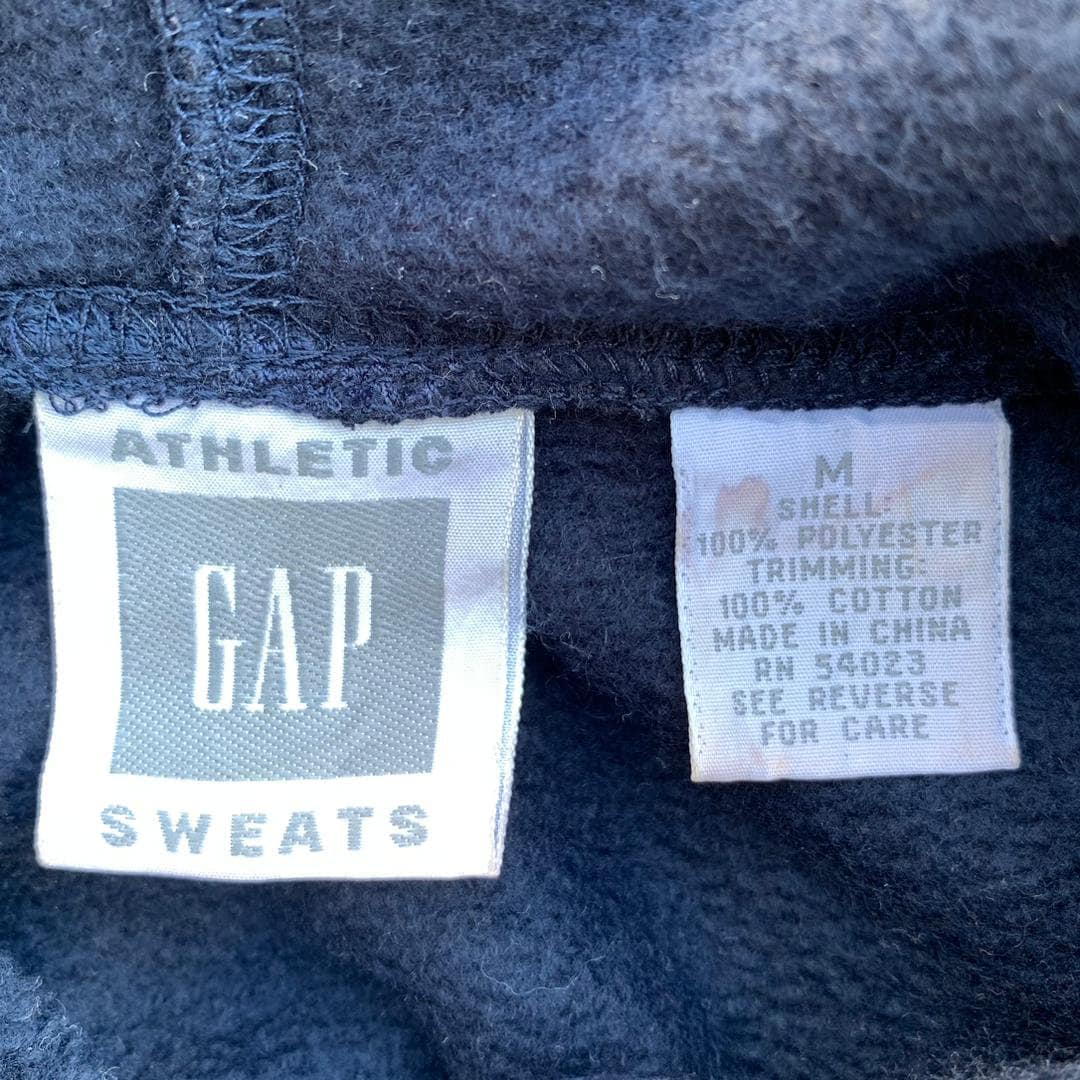 ATHLETIC
GAP
SWEATS
M
SHELL:
100% POLYESTER
TRIMMING:
100% COTTON
MADE IN CHINA
RN 54023
SEE REVERSE
FOR CARE